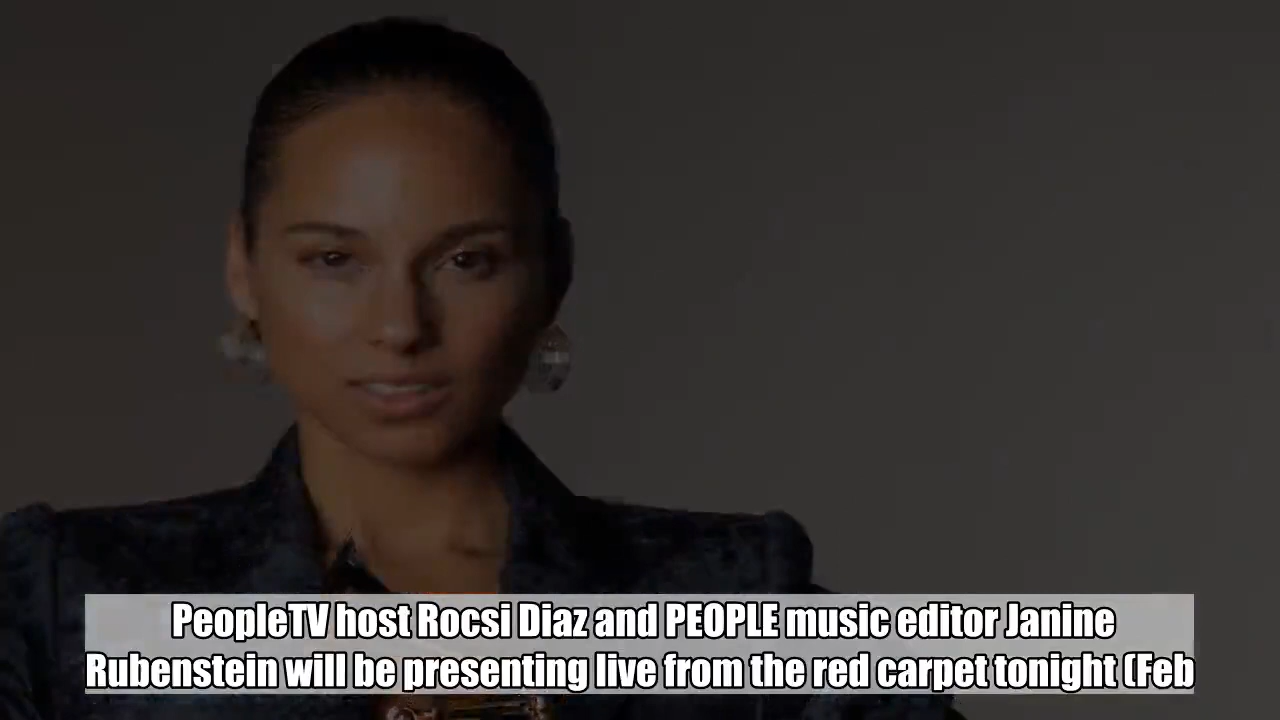 PeopleTV host Rocsi Diaz and PEOPLE music editor Janine
Rubenstein will be presenting live from the red carpet tonight (Feb